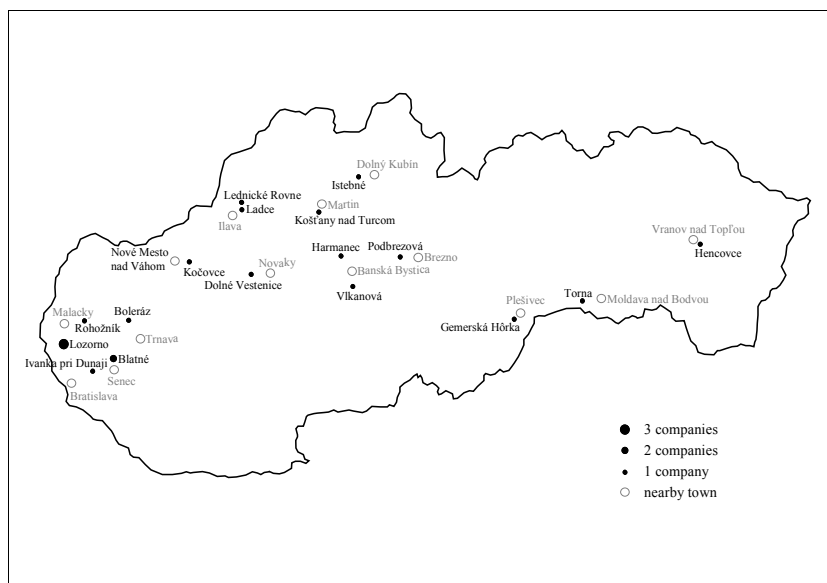 Dolný Kubín
Istebné
Lednické Rovne
Ladce
Ilava
Martin
Košťany nad Turcom
Vranov nad Topľou
Hencovce
Nové Mesto
nad Váhom
Kočovce
Novaky
Dolné Vestenice
Harmanec
Podbrezová
Brezno
Banská Bystica
Vlkanová
Plešivec
Gemerská Hôrka
Torna
Moldava nad Bodvou
Malacky
Rohožník
Boleráz
Trnava
Lozorno
Ivanka pri Dunaji
Blatné
Senec
Bratislava
3 companies
2 companies
1 company
nearby town